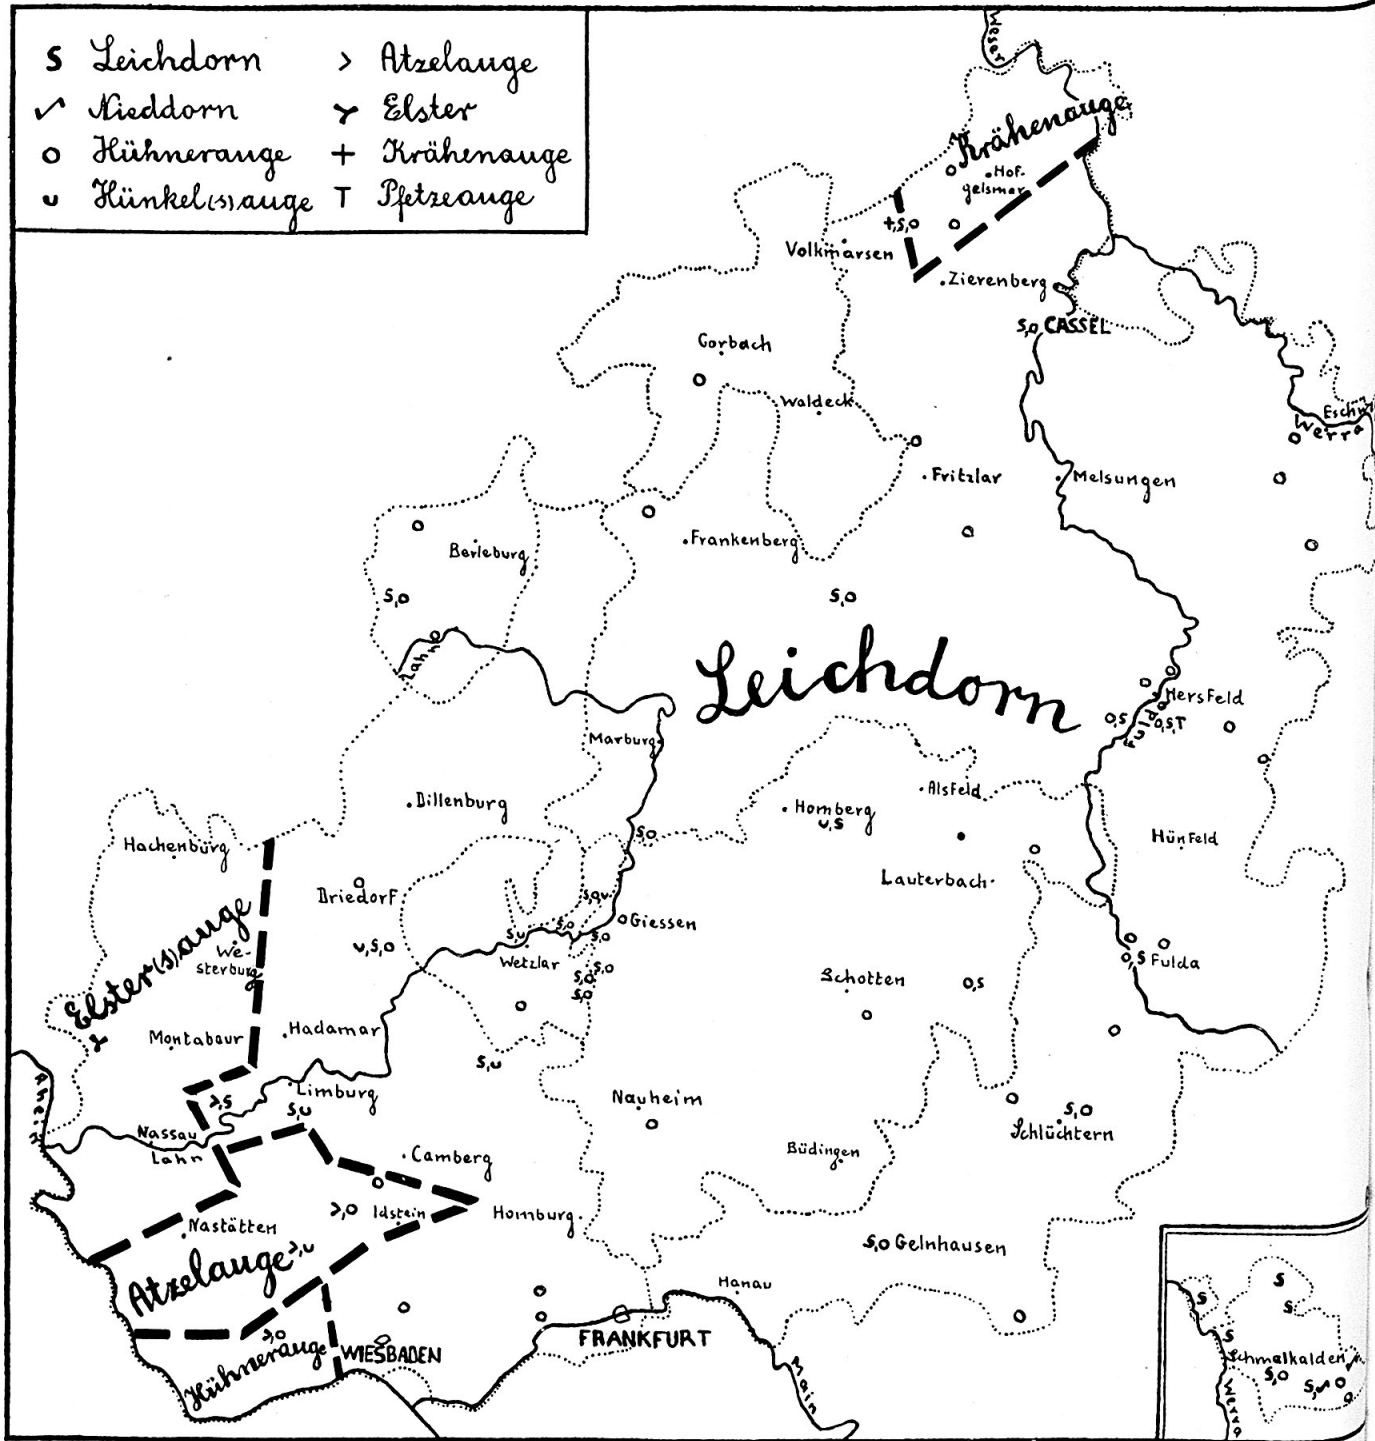 S Leichdorn > Atzelauge
Nieddorn Elster
o Hühnerauge + Krähenauge
u Hünkel(s)auge T Pfetzeauge
Weser
Krähenauge
Hof-
geismar
+,S,o
Volkmarsen
Zierenberg
S,o CASSEL
Corbach
Waldeck
Eschw
Werra
Fritzlar
Melsungen
Frankenberg
Berleburg
S,o
S,o
Lahn
Leichdorn
Hersfeld
o,S
o,S,T
Fulda
Marburg
Dillenburg
Alsfeld
Homberg
u,S
S,o
Hachenburg
Hünfeld
Driedorf
Lauterbach
S,o,u
Elster(s)auge
We-
sterburg
u,S,o
Giessen
S,u
S,o
S,o
Wetzlar
o,S Fulda
S,o
S,o
S,o
Schotten
o,S
Montabaur
Hadamar
S,u
Rhein
Limburg
>,S
S,u
Nauheim
S,o
Schlüchtern
Nassau
Lahn
Camberg
Büdingen
>,o Idstein
Homburg
Nastätten
Atzelauge
>,u
S,o Gelnhausen
Hanau
FRANKFURT
>,o
Hühnerauge
WIESBADEN
Main
S
S
S
S
Schmalkalden
S,o
Werra